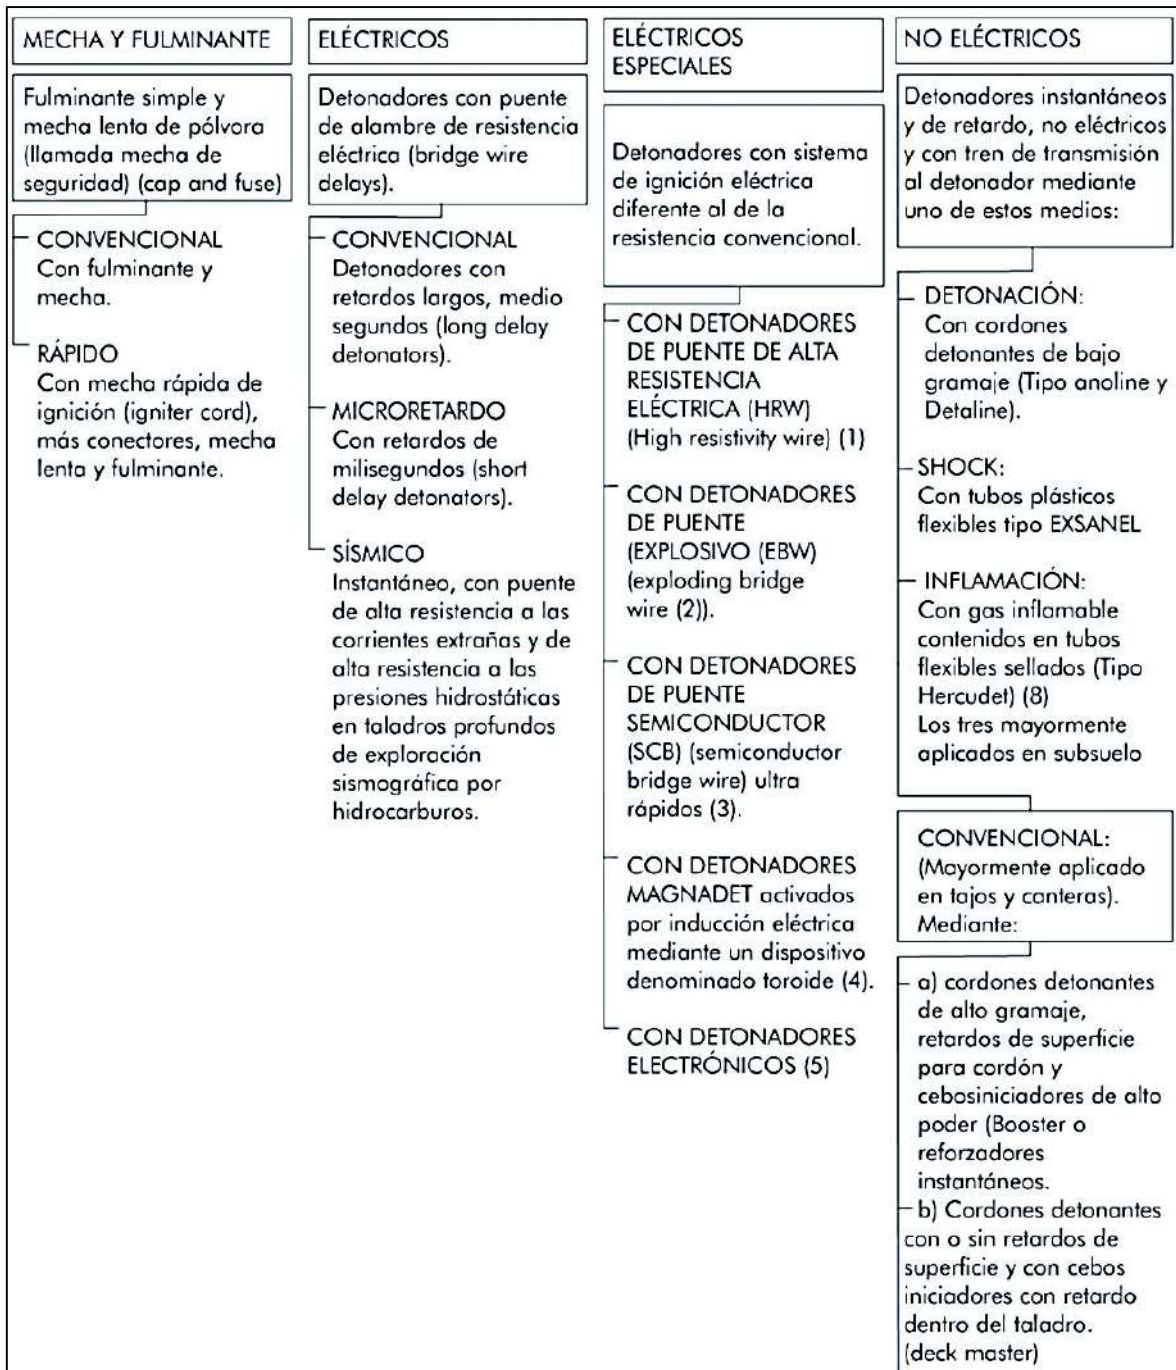 MECHA Y FULMINANTE
Fulminante simple y
mecha lenta de pólvora
(llamada mecha de
seguridad) (cap and fuse)
CONVENCIONAL
Con fulminante y
mecha.
RÁPIDO
Con mecha rápida de
ignición (igniter cord),
más conectores, mecha
lenta y fulminante.
ELÉCTRICOS
Detonadores con puente
de alambre de resistencia
eléctrica (bridge wire
delays).
CONVENCIONAL
Detonadores con
retardos largos, medio
segundos (long delay
detonators).
MICRORETARDO
Con retardos de
milisegundos (short
delay detonators).
SÍSMICO
Instantáneo, con puente
de alta resistencia a las
corrientes extrañas y de
alta resistencia a las
presiones hidrostáticas
en taladros profundos
de exploración
sismográfica por
hidrocarburos.
ELÉCTRICOS
ESPECIALES
Detonadores con sistema
de ignición eléctrica
diferente al de la
resistencia convencional.
CON DETONADORES
DE PUENTE DE ALTA
RESISTENCIA
ELÉCTRICA (HRW)
(High resistivity wire) (1)
CON DETONADORES
DE PUENTE
(EXPLOSIVO (EBW)
(exploding bridge
wire (2)).
CON DETONADORES
DE PUENTE
SEMICONDUCTOR
(SCB) (semiconductor
bridge wire) ultra
rápidos (3).
CON DETONADORES
MAGNADET activados
por inducción eléctrica
mediante un dispositivo
denominado toroide (4).
CON DETONADORES
ELECTRÓNICOS (5)
NO ELÉCTRICOS
Detonadores instantáneos
y de retardo, no eléctricos
y con tren de transmisión
al detonador mediante
uno de estos medios:
DETONACIÓN:
Con cordones
detonantes de bajo
gramaje (Tipo anoline y
Detaline).
SHOCK:
Con tubos plásticos
flexibles tipo EXSANEL
INFLAMACIÓN:
Con gas inflamable
contenidos en tubos
flexibles sellados (Tipo
Hercudet) (8)
Los tres mayormente
aplicados en subsuelo
CONVENCIONAL:
(Mayormente aplicado
en tajos y canteras).
Mediante:
a) cordones detonantes
de alto gramaje,
retardos de superficie
para cordón y
cebosiniciadores de alto
poder (Booster o
reforzadores
instantáneos.
b) Cordones detonantes
con o sin retardos de
superficie y con cebos
iniciadores con retardo
dentro del taladro.
(deck master)